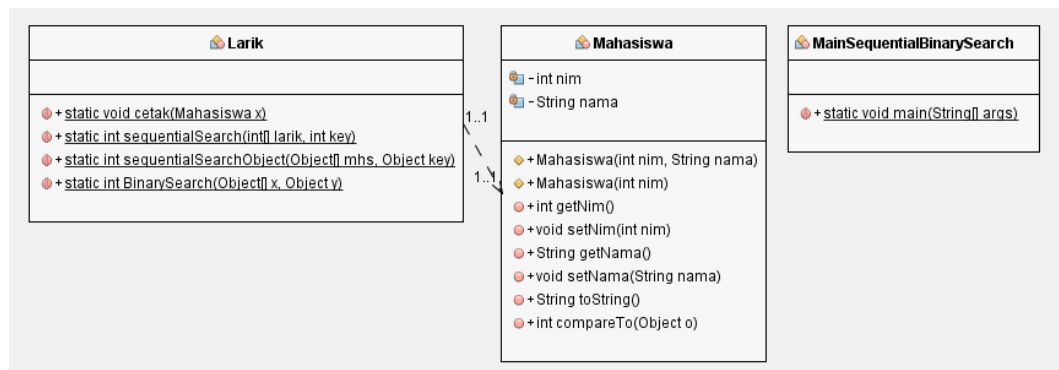 Larik
+ static void cetak(Mahasiswa x)
+ static int sequentialSearch(int[] larik, int key)
+ static int sequentialSearchObject(Object[] mhs, Object key)
+ static int BinarySearch(Object[] x, Object y)
1..1
1..1
Mahasiswa
- int nim
- String nama
+ Mahasiswa(int nim, String nama)
+ Mahasiswa(int nim)
+ int getNim()
+ void setNim(int nim)
+ String getNama()
+ void setNama(String nama)
+ String toString()
+ int compareTo(Object o)
MainSequentialBinarySearch
+ static void main(String[] args)